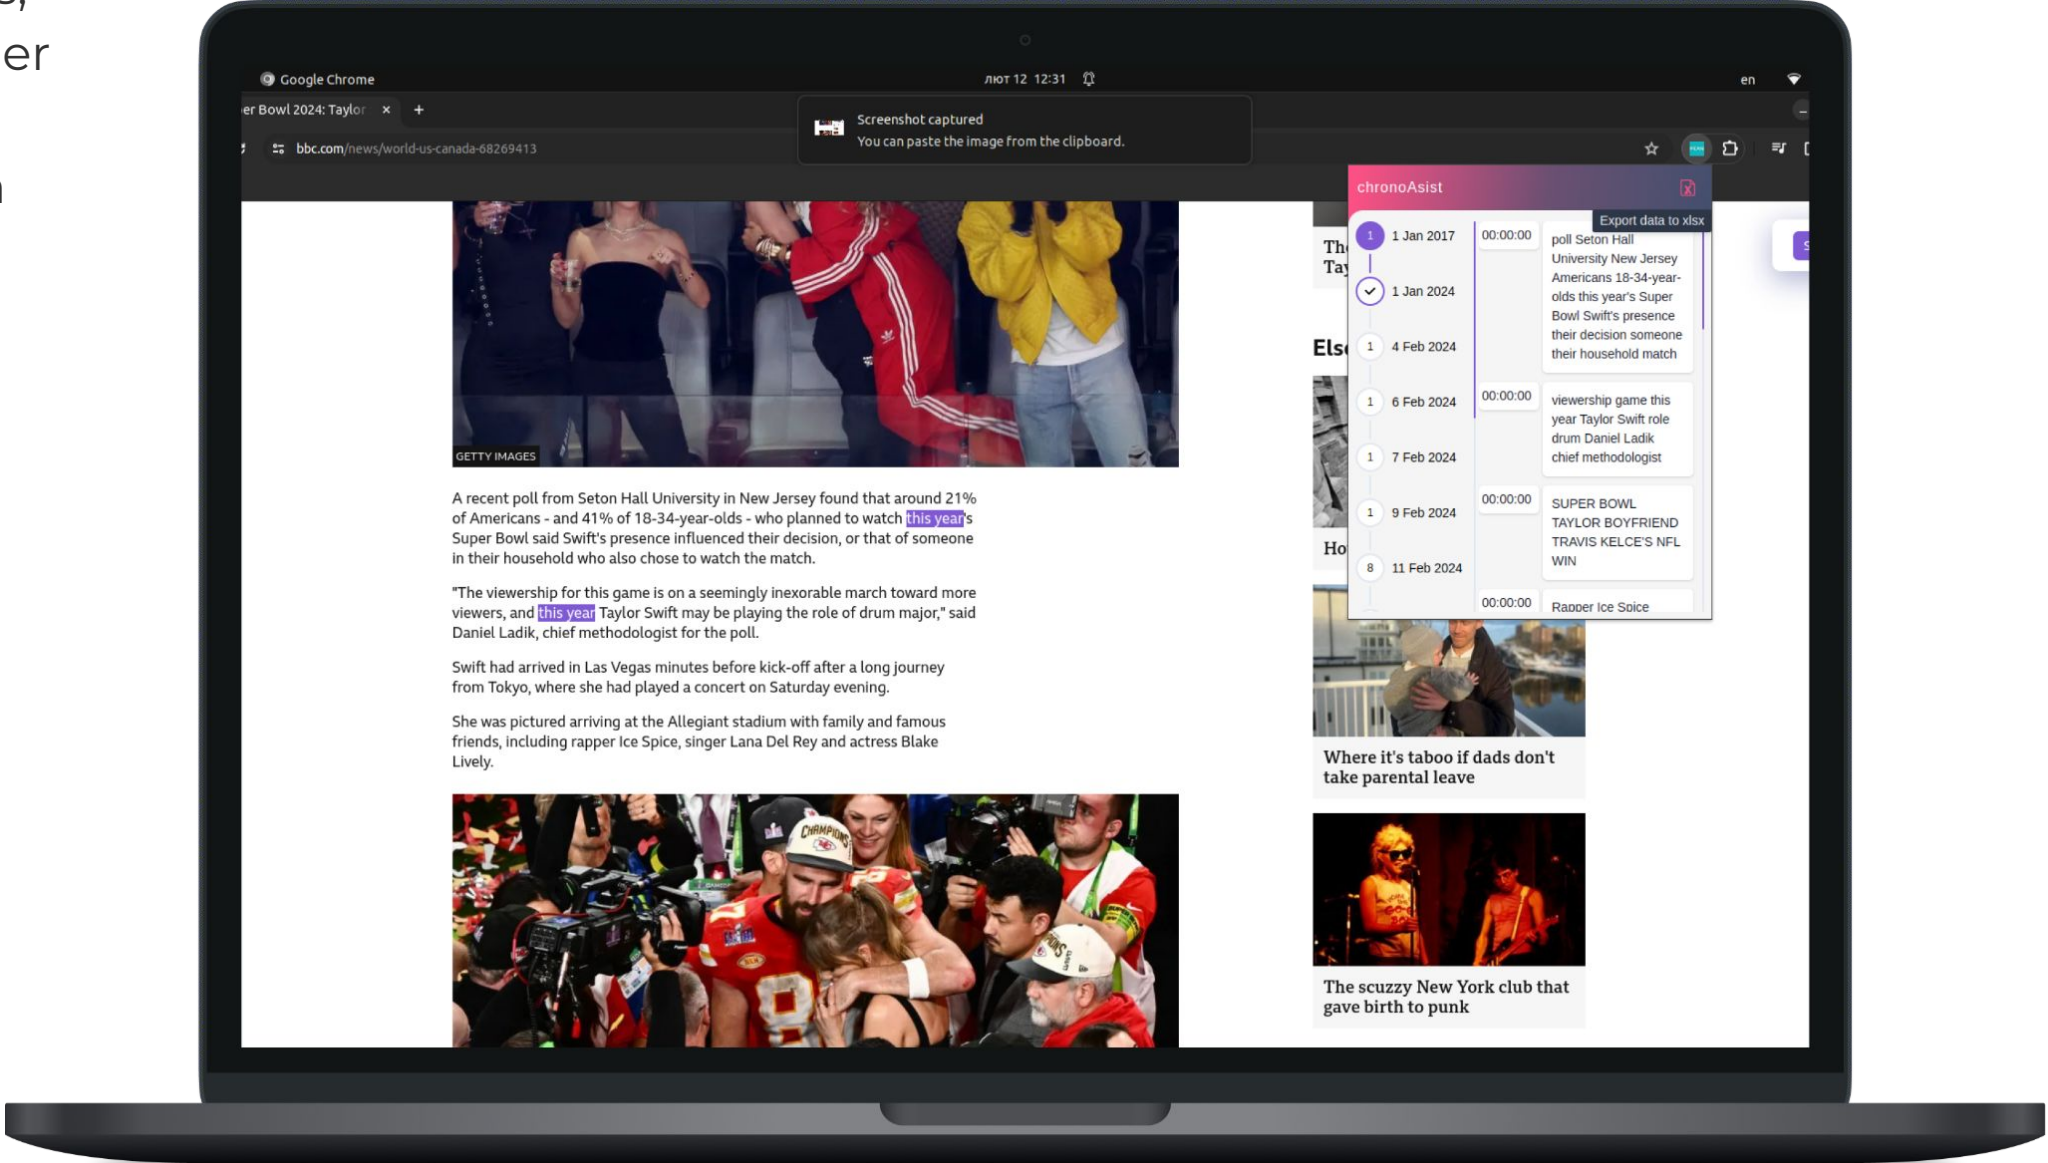 er
Google Chrome
лют 12 12:31
en
er Bowl 2024: Taylor
Screenshot captured
You can paste the image from the clipboard.
bbc.com/news/world-us-canada-68269413
chronoAsist
Export data to xlsx
1 1 Jan 2017
1 Jan 2024
1 4 Feb 2024
1 6 Feb 2024
1 7 Feb 2024
1 9 Feb 2024
8 11 Feb 2024
00:00:00
poll Seton Hall
University New Jersey
Americans 18-34-year-
olds this year's Super
Bowl Swift's presence
their decision someone
their household match
00:00:00
viewership game this
year Taylor Swift role
drum Daniel Ladik
chief methodologist
00:00:00
SUPER BOWL
TAYLOR BOYFRIEND
TRAVIS KELCE'S NFL
WIN
00:00:00
Rapper Ice Spice
GETTY IMAGES
A recent poll from Seton Hall University in New Jersey found that around 21%
of Americans - and 41% of 18-34-year-olds - who planned to watch this year's
Super Bowl said Swift's presence influenced their decision, or that of someone
in their household who also chose to watch the match.
"The viewership for this game is on a seemingly inexorable march toward more
viewers, and this year Taylor Swift may be playing the role of drum major," said
Daniel Ladik, chief methodologist for the poll.
Swift had arrived in Las Vegas minutes before kick-off after a long journey
from Tokyo, where she had played a concert on Saturday evening.
She was pictured arriving at the Allegiant stadium with family and famous
friends, including rapper Ice Spice, singer Lana Del Rey and actress Blake
Lively.
CHAMPIONS
87
Th
Tay
Else
Ho
Where it's taboo if dads don't
take parental leave
The scuzzy New York club that
gave birth to punk